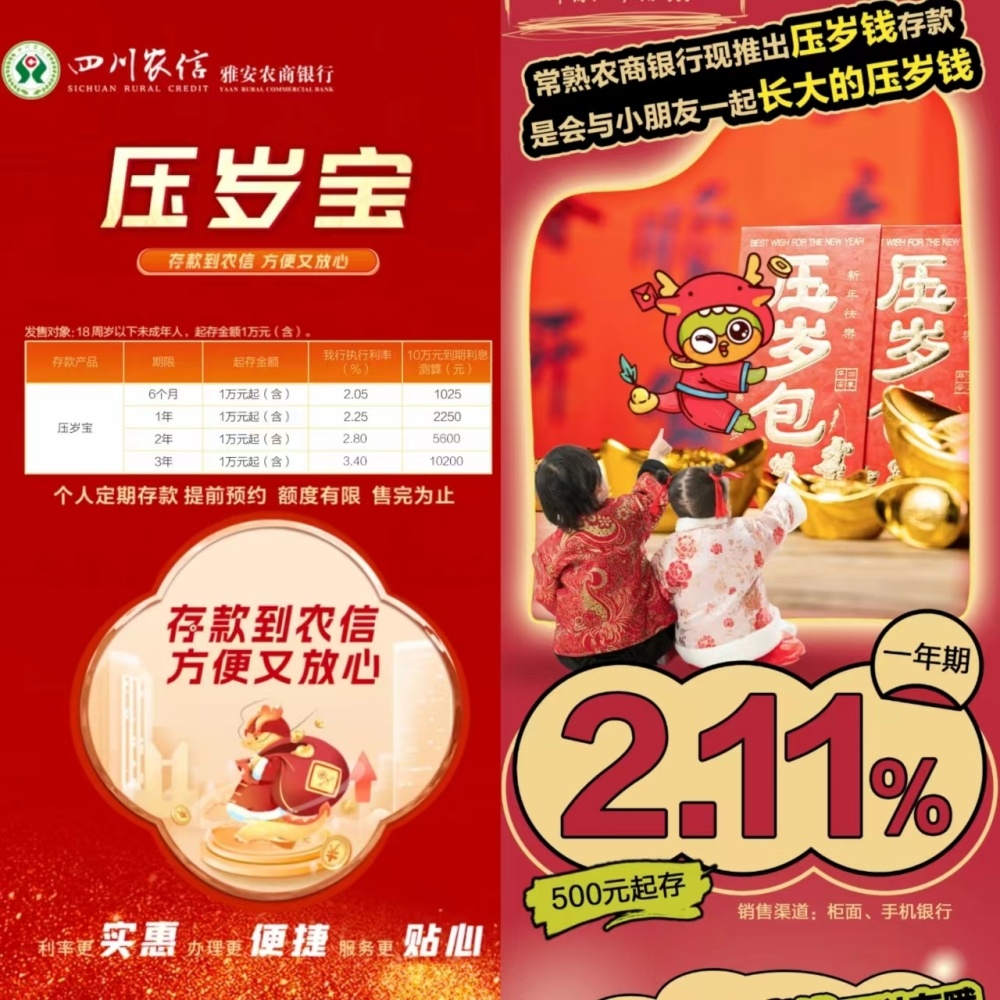 四川农信
SICHUAN RURAL CREDIT
雅安农商银行
YAAN RURAL COMMERCIAL BANK
压岁宝
存款到农信 方便又放心
发售对象：18周岁以下未成年人，起存金额1万元（含）。
存款产品 期限 起存金额 我行执行利率（%） 10万元到期利息测算（元）
压岁宝
6个月 1万元起（含） 2.05 1025
1年 1万元起（含） 2.25 2250
2年 1万元起（含） 2.80 5600
3年 1万元起（含） 3.40 10200
个人定期存款 提前预约 额度有限 售完为止
存款到农信
方便又放心
利率更 实惠 办理更 便捷 服务更 贴心
常熟农商银行现推出压岁钱存款
是会与小朋友一起长大的压岁钱
BEST WISH FOR THE NEW YEAR
压岁包
新年快樂
WISH FOR THE NEW
压岁
一年期
2.11%
500元起存
销售渠道：柜面、手机银行